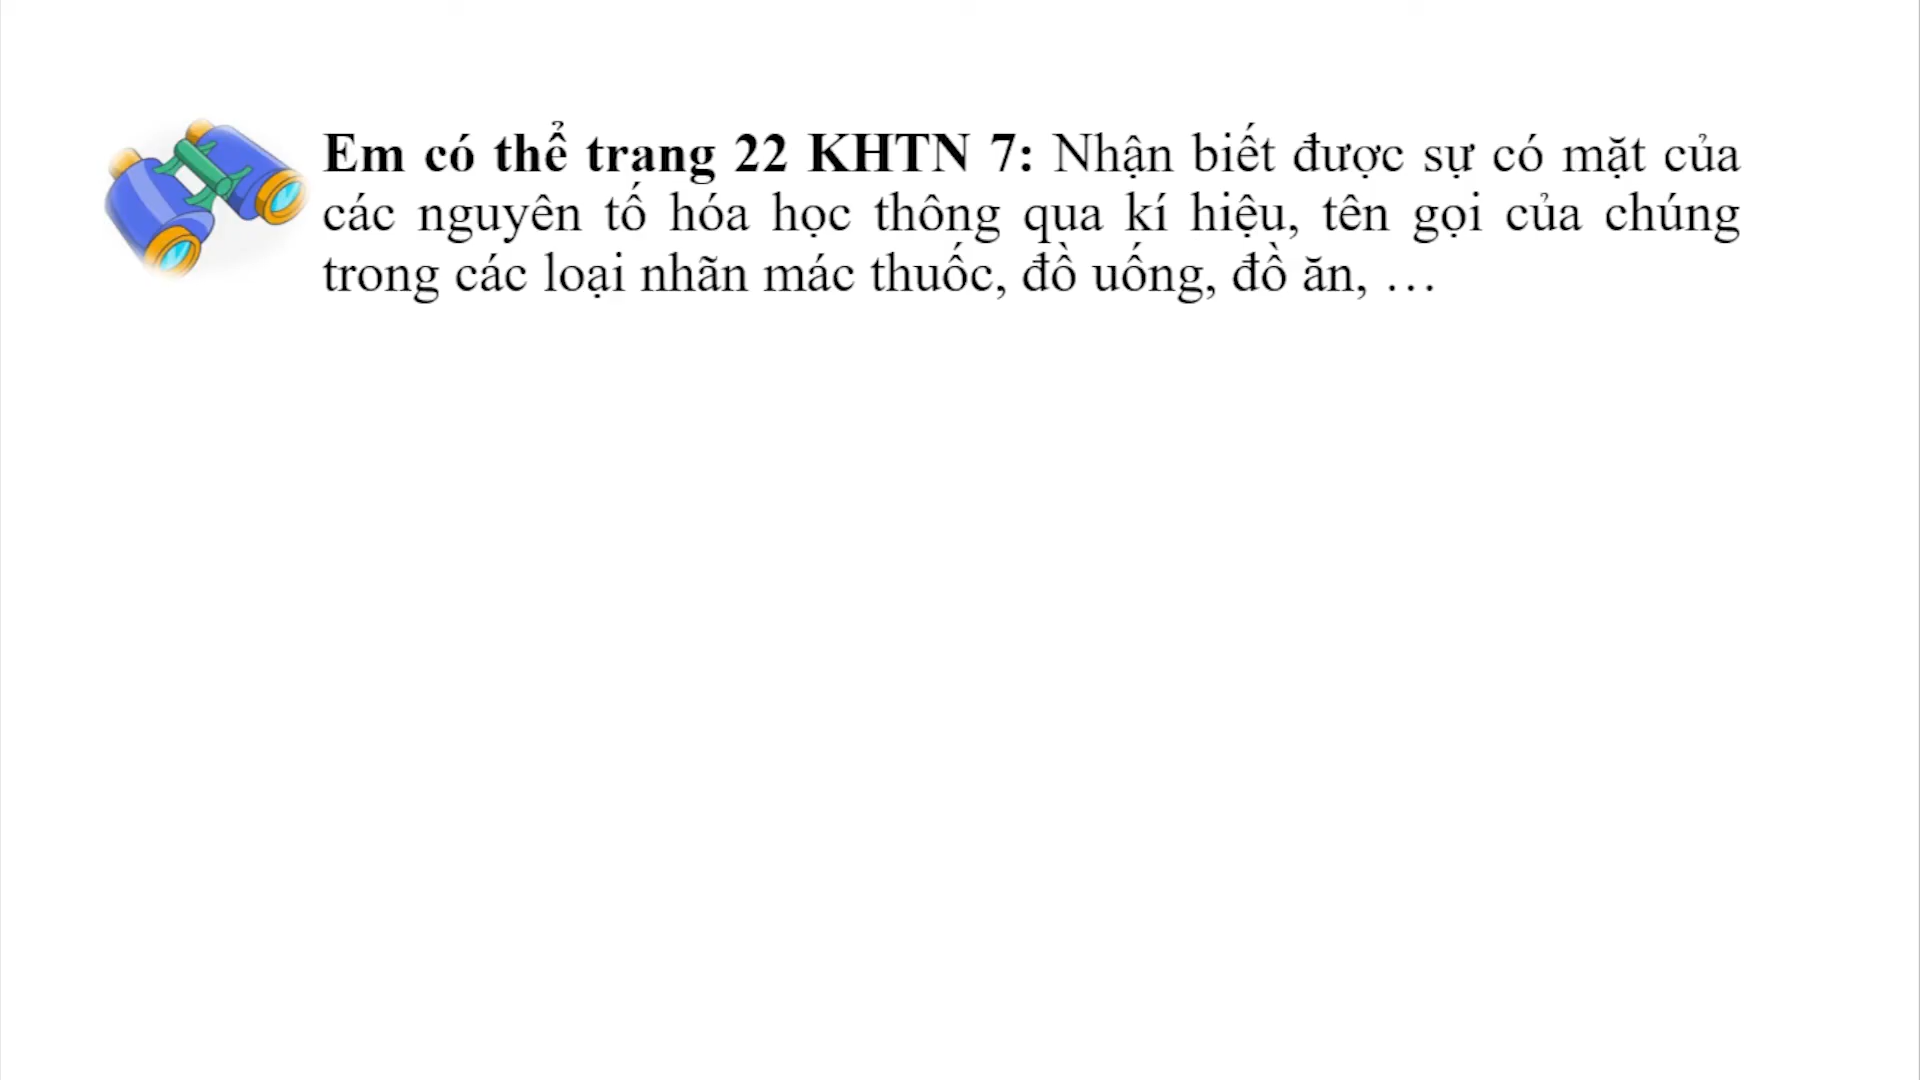 Em có thể trang 22 KHTN 7: Nhận biết được sự có mặt của
các nguyên tố hóa học thông qua kí hiệu, tên gọi của chúng
trong các loại nhãn mác thuốc, đồ uống, đồ ăn, …